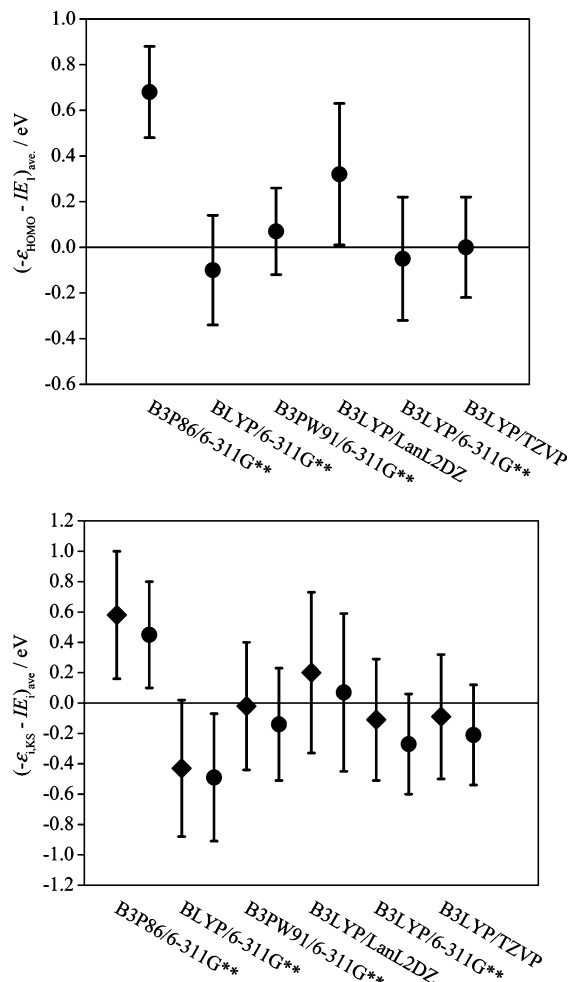 1.0
0.8
0.6
0.4
0.2
0.0
-0.2
-0.4
-0.6
(-εHOMO - IE1)ave. / eV
B3P86/6-311G**
BLYP/6-311G**
B3PW91/6-311G**
B3LYP/LanL2DZ
B3LYP/6-311G**
B3LYP/TZVP
1.2
1.0
0.8
0.6
0.4
0.2
0.0
-0.2
-0.4
-0.6
-0.8
-1.0
-1.2
(-εi,KS - IEi)ave / eV
B3P86/6-311G**
BLYP/6-311G**
B3PW91/6-311G**
B3LYP/LanL2DZ
B3LYP/6-311G**
B3LYP/TZVP